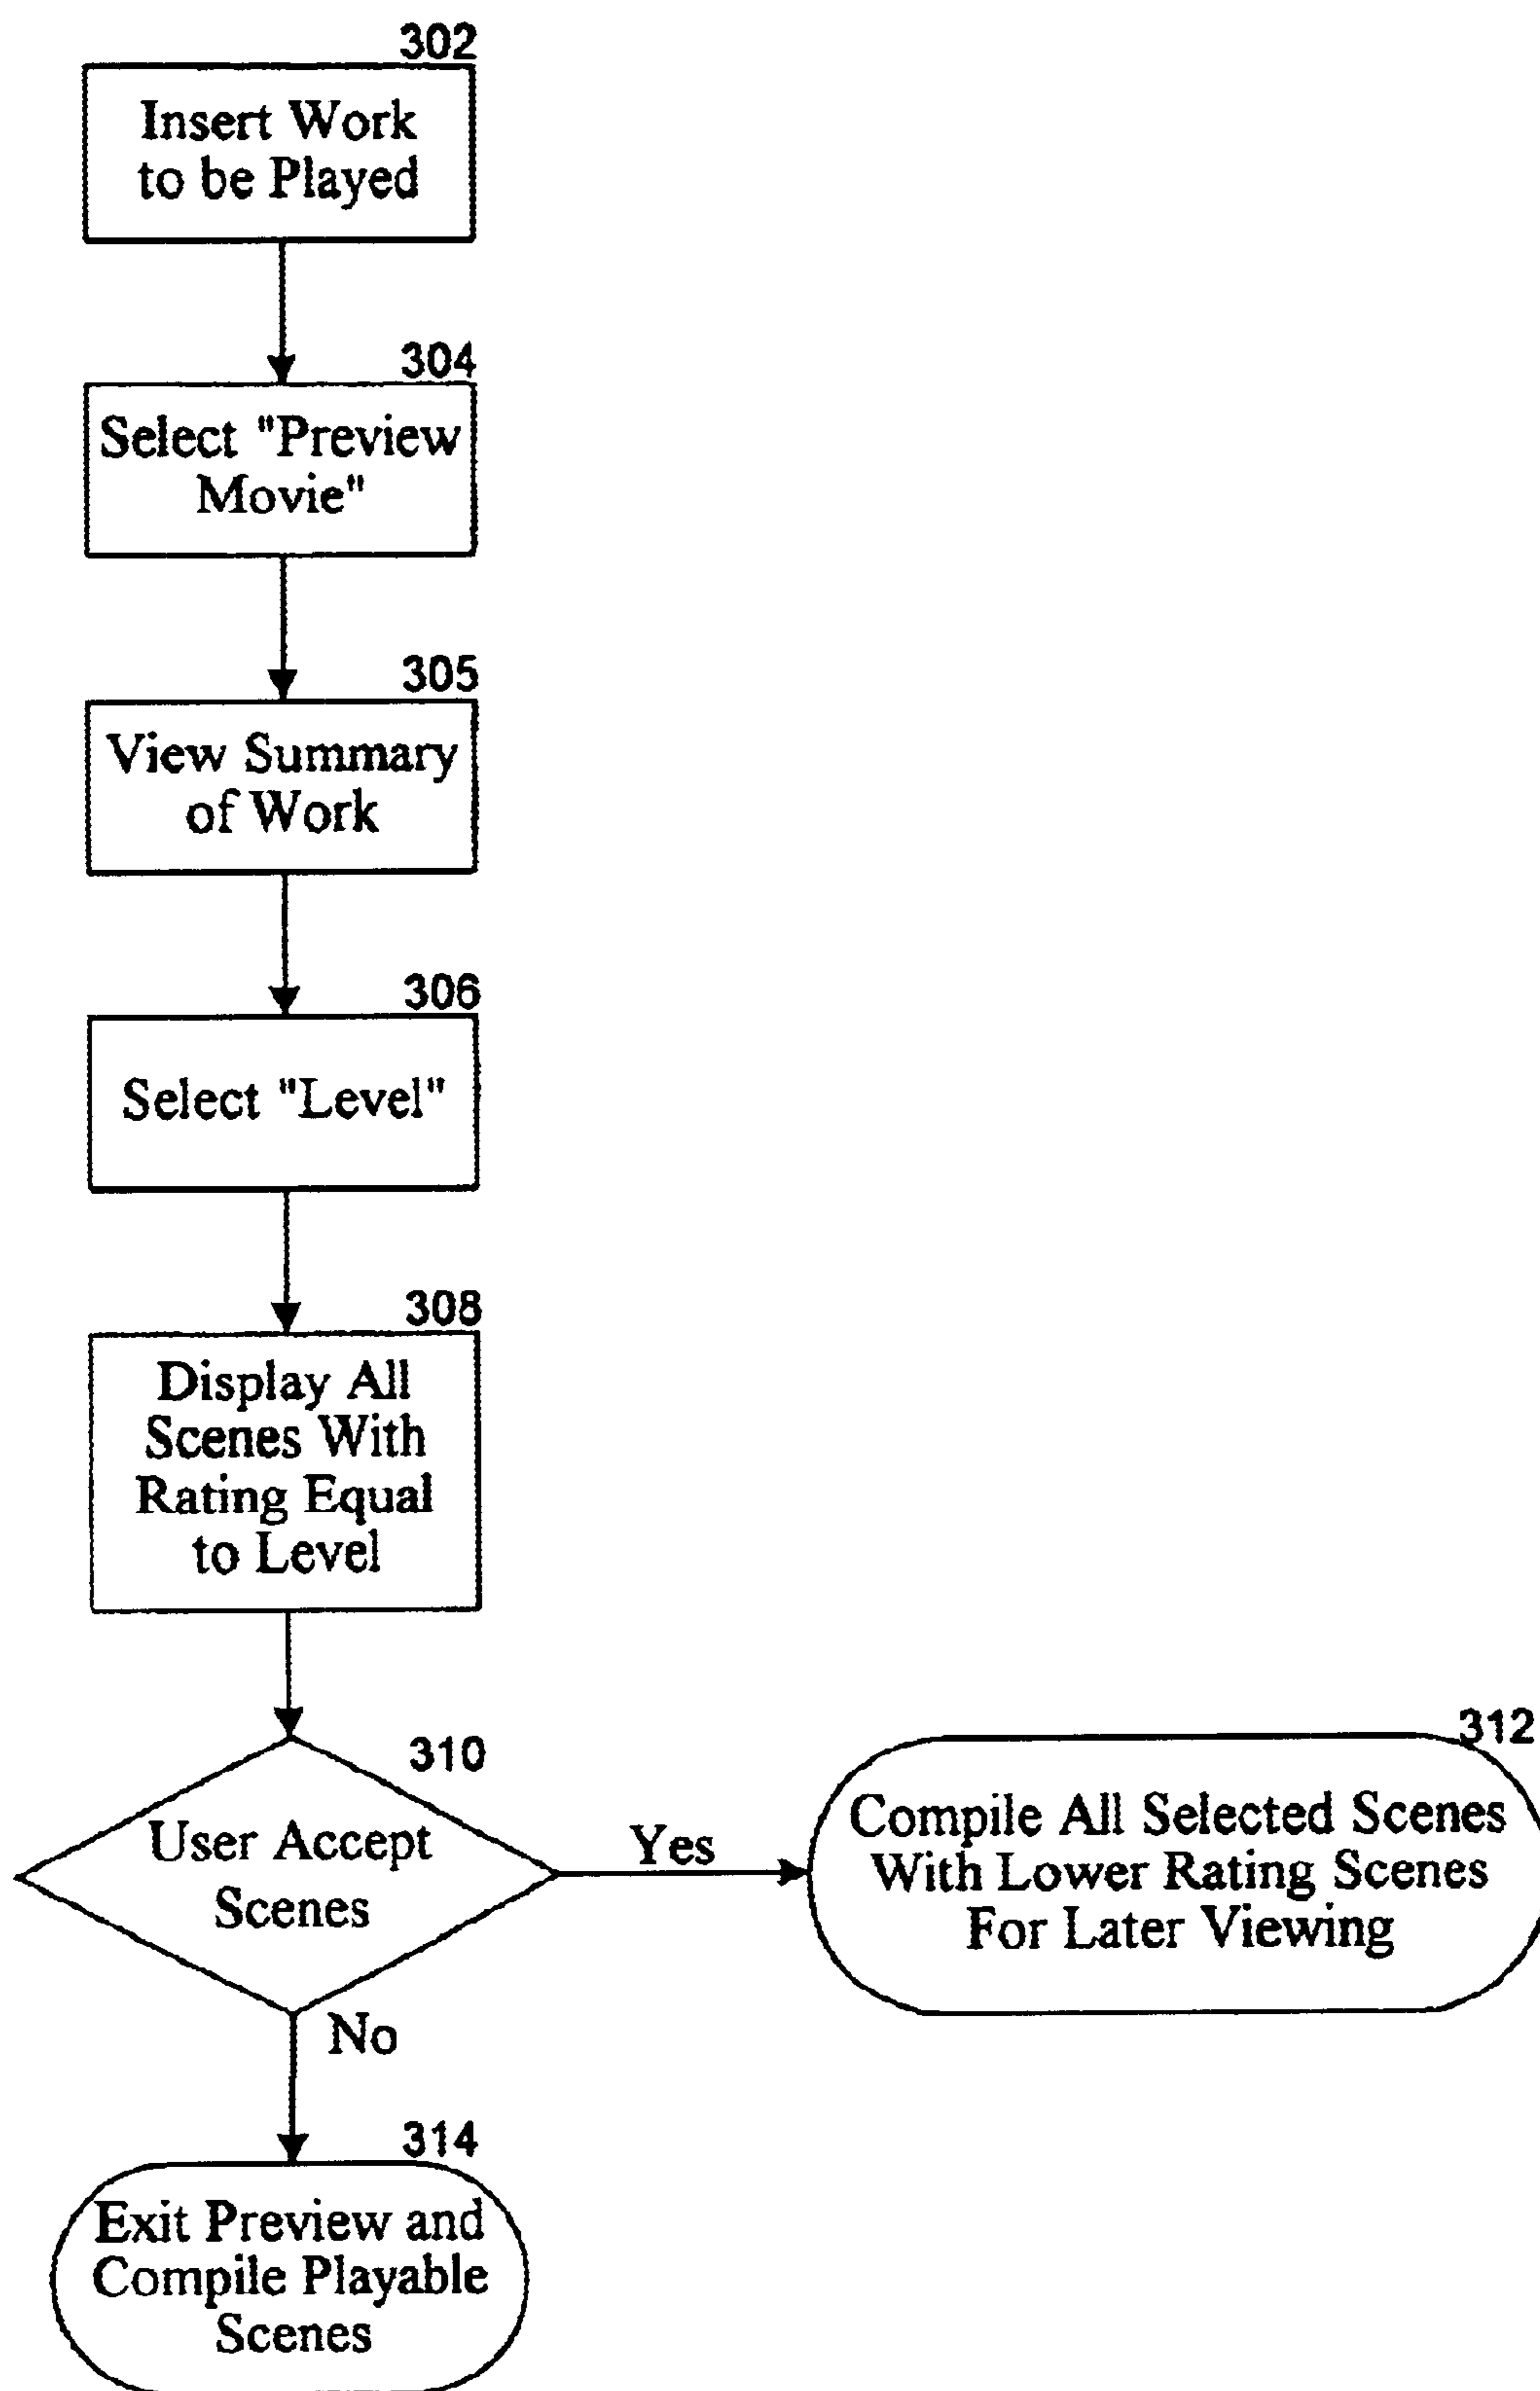 302
Insert Work
to be Played
304
Select "Preview
Movie"
305
View Summary
of Work
306
Select "Level"
308
Display All
Scenes With
Rating Equal
to Level
310
User Accept
Scenes
Yes
312
Compile All Selected Scenes
With Lower Rating Scenes
For Later Viewing
No
314
Exit Preview and
Compile Playable
Scenes